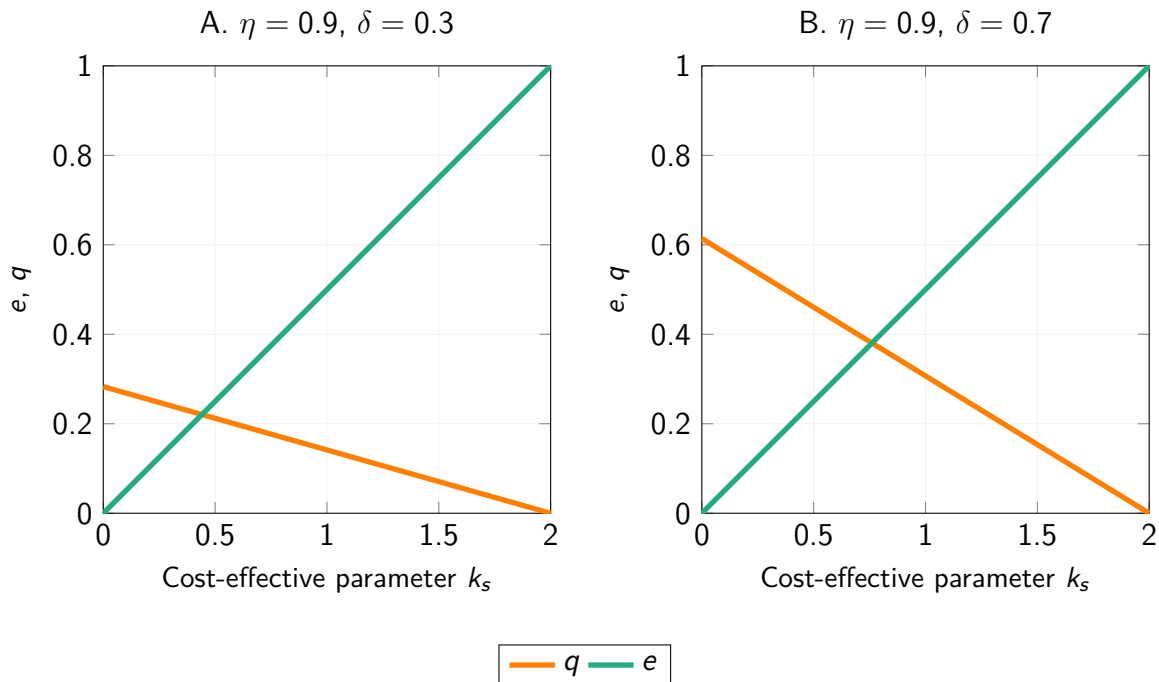 A. η = 0.9, δ = 0.3
1
0.8
0.6
0.4
0.2
0
e, q
0 0.5 1 1.5 2
Cost-effective parameter kₛ
B. η = 0.9, δ = 0.7
1
0.8
0.6
0.4
0.2
0
e, q
0 0.5 1 1.5 2
Cost-effective parameter kₛ
q e